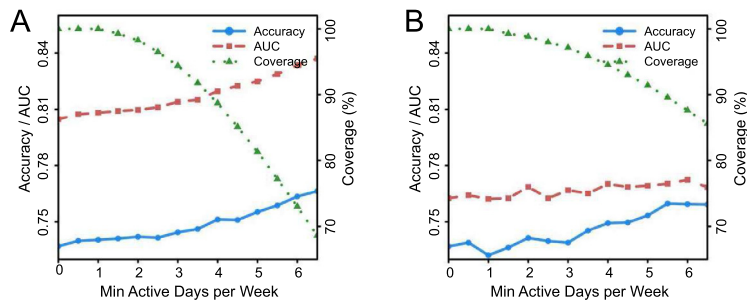 A
Accuracy
AUC
Coverage
0.84
0.81
0.78
0.75
Accuracy / AUC
100
90
80
70
Coverage (%)
0 1 2 3 4 5 6
Min Active Days per Week
B
Accuracy
AUC
Coverage
0.84
0.81
0.78
0.75
Accuracy / AUC
100
90
80
70
Coverage (%)
0 1 2 3 4 5 6
Min Active Days per Week